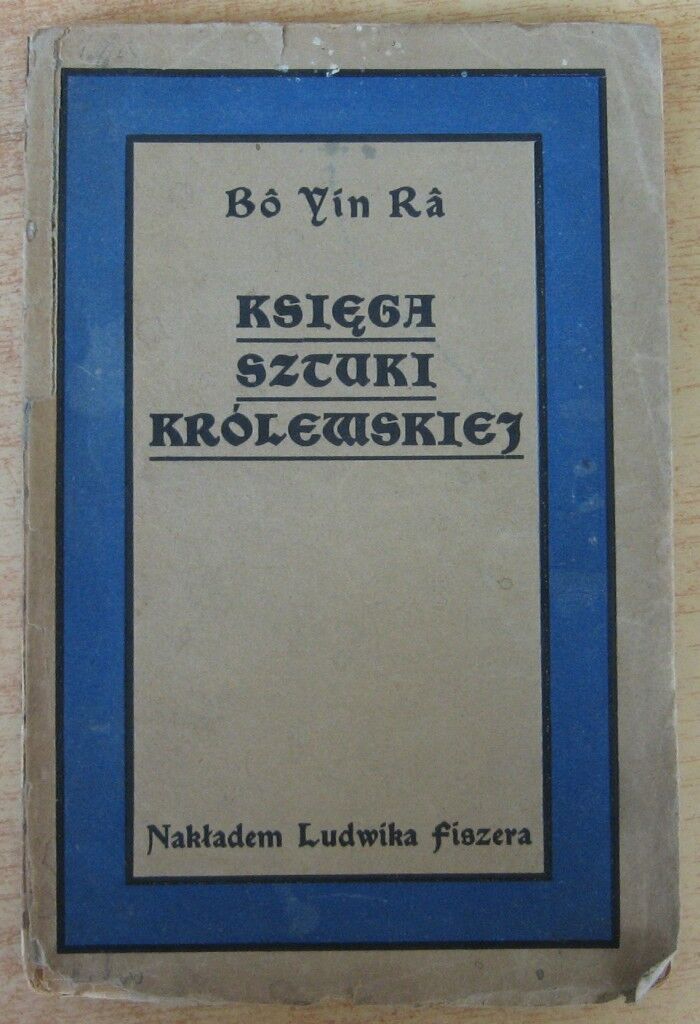 Bô Yin Râ
KSIĘGA
SZTUKI
KRÓLEWSKIEJ
Nakładem Ludwika Fiszera